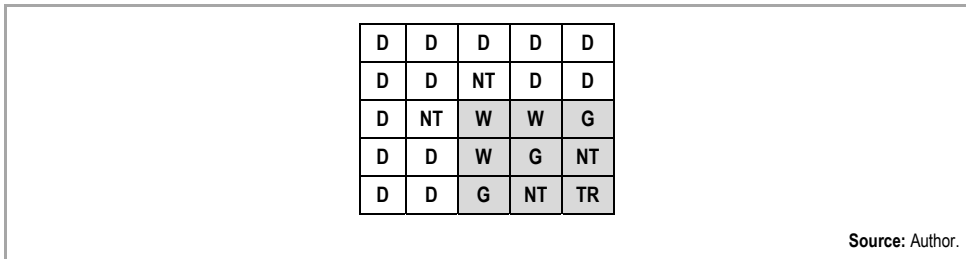 D D D D D
D D NT D D
D NT W W G
D D W G NT
D D G NT TR
Source: Author.